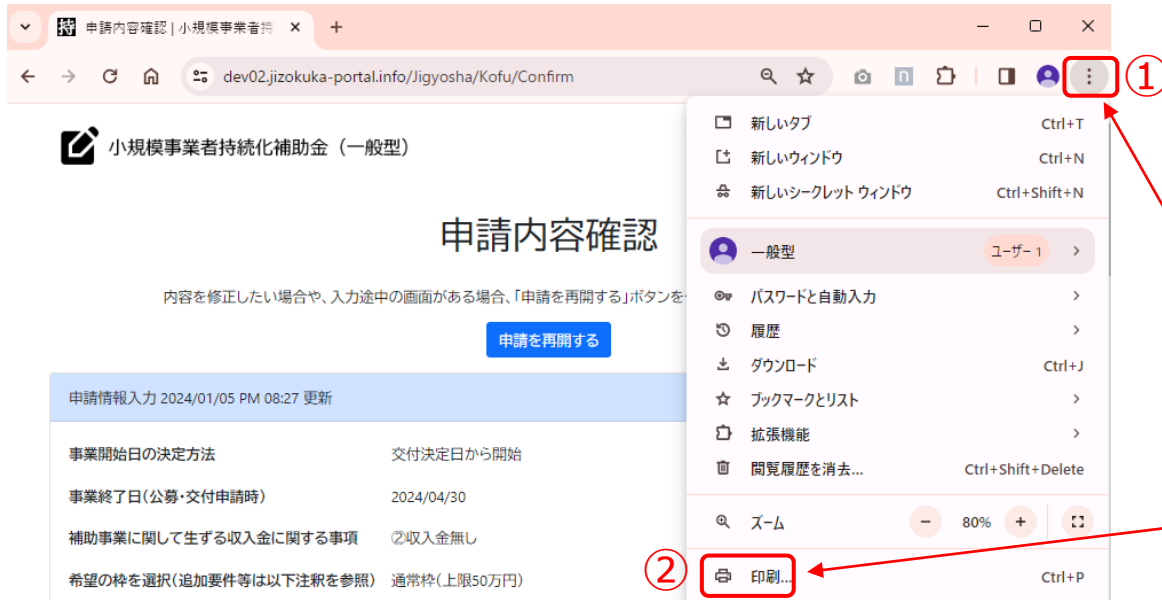 申請内容確認 | 小規模事業者持
dev02.jizokuka-portal.info/Jigyosha/Kofu/Confirm
①
小規模事業者持続化補助金（一般型）
申請内容確認
内容を修正したい場合や、入力途中の画面がある場合、「申請を再開する」ボタンを
申請を再開する
申請情報入力 2024/01/05 PM 08:27 更新
事業開始日の決定方法 交付決定日から開始
事業終了日(公募・交付申請時) 2024/04/30
補助事業に関して生ずる収入金に関する事項 ②収入金無し
希望の枠を選択(追加要件等は以下注釈を参照) 通常枠(上限50万円)
新しいタブ Ctrl+T
新しいウィンドウ Ctrl+N
新しいシークレット ウィンドウ Ctrl+Shift+N
一般型 ユーザー 1
パスワードと自動入力
履歴
ダウンロード Ctrl+J
ブックマークとリスト
拡張機能
閲覧履歴を消去... Ctrl+Shift+Delete
ズーム − 80% +
② 印刷... Ctrl+P